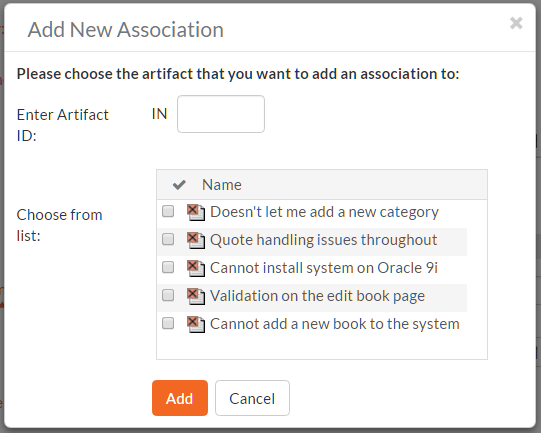 Add New Association
Please choose the artifact that you want to add an association to:
Enter Artifact
ID:
IN
Name
Choose from
list:
Doesn't let me add a new category
Quote handling issues throughout
Cannot install system on Oracle 9i
Validation on the edit book page
Cannot add a new book to the system
Add
Cancel